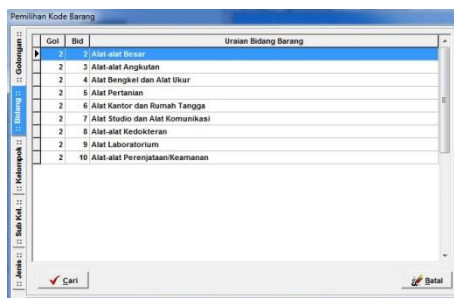 Pemilihan Kode Barang
:: Golongan ::
:: Bidang ::
:: Kelompok ::
:: Sub Kel. ::
:: Jenis ::
Gol Bid Uraian Bidang Barang
2 2 Alat-alat Besar
2 3 Alat-alat Angkutan
2 4 Alat Bengkel dan Alat Ukur
2 5 Alat Pertanian
2 6 Alat Kantor dan Rumah Tangga
2 7 Alat Studio dan Alat Komunikasi
2 8 Alat-alat Kedokteran
2 9 Alat Laboratorium
2 10 Alat-alat Perenjataan/Keamanan
Cari
Batal